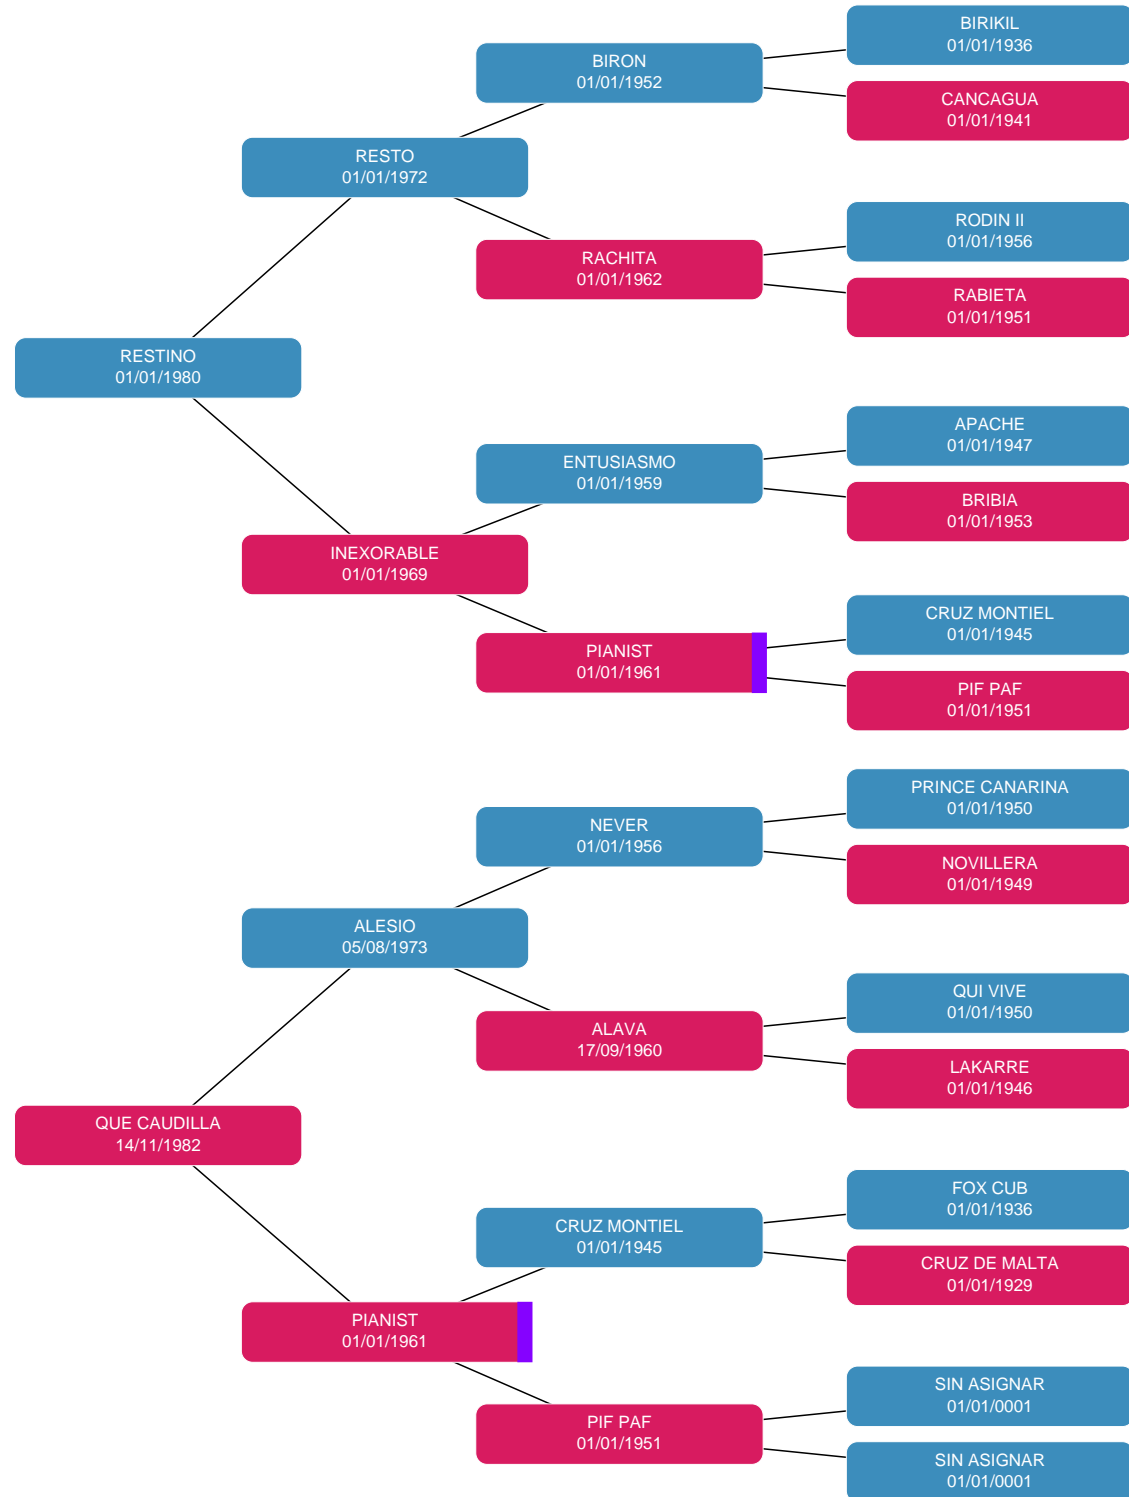 BIRIKIL
01/01/1936
BIRON
01/01/1952
CANCAGUA
01/01/1941
RESTO
01/01/1972
RODIN II
01/01/1956
RACHITA
01/01/1962
RABIETA
01/01/1951
RESTINO
01/01/1980
APACHE
01/01/1947
ENTUSIASMO
01/01/1959
BRIBIA
01/01/1953
INEXORABLE
01/01/1969
CRUZ MONTIEL
01/01/1945
PIANIST
01/01/1961
PIF PAF
01/01/1951
PRINCE CANARINA
01/01/1950
NEVER
01/01/1956
NOVILLERA
01/01/1949
ALESIO
05/08/1973
QUI VIVE
01/01/1950
ALAVA
17/09/1960
LAKARRE
01/01/1946
QUE CAUDILLA
14/11/1982
FOX CUB
01/01/1936
CRUZ MONTIEL
01/01/1945
CRUZ DE MALTA
01/01/1929
PIANIST
01/01/1961
SIN ASIGNAR
01/01/0001
PIF PAF
01/01/1951
SIN ASIGNAR
01/01/0001